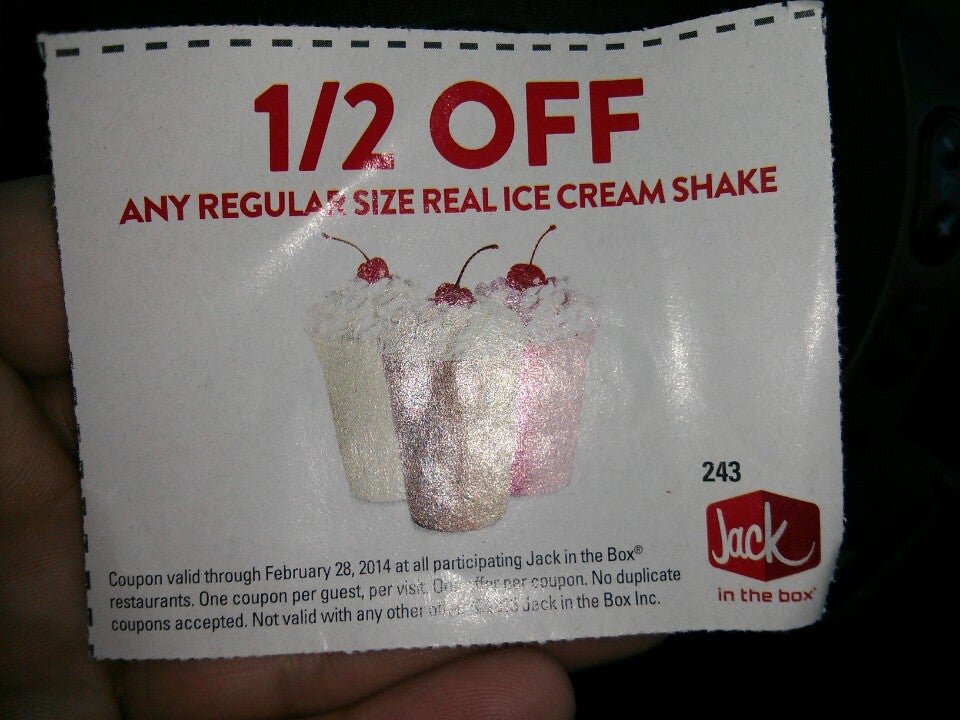 1/2 OFF
ANY REGULAR SIZE REAL ICE CREAM SHAKE
243
Jack
in the box®
Coupon valid through February 28, 2014 at all participating Jack in the Box®
restaurants. One coupon per guest, per visit. One offer per coupon. No duplicate
coupons accepted. Not valid with any other offer. © 2013 Jack in the Box Inc.